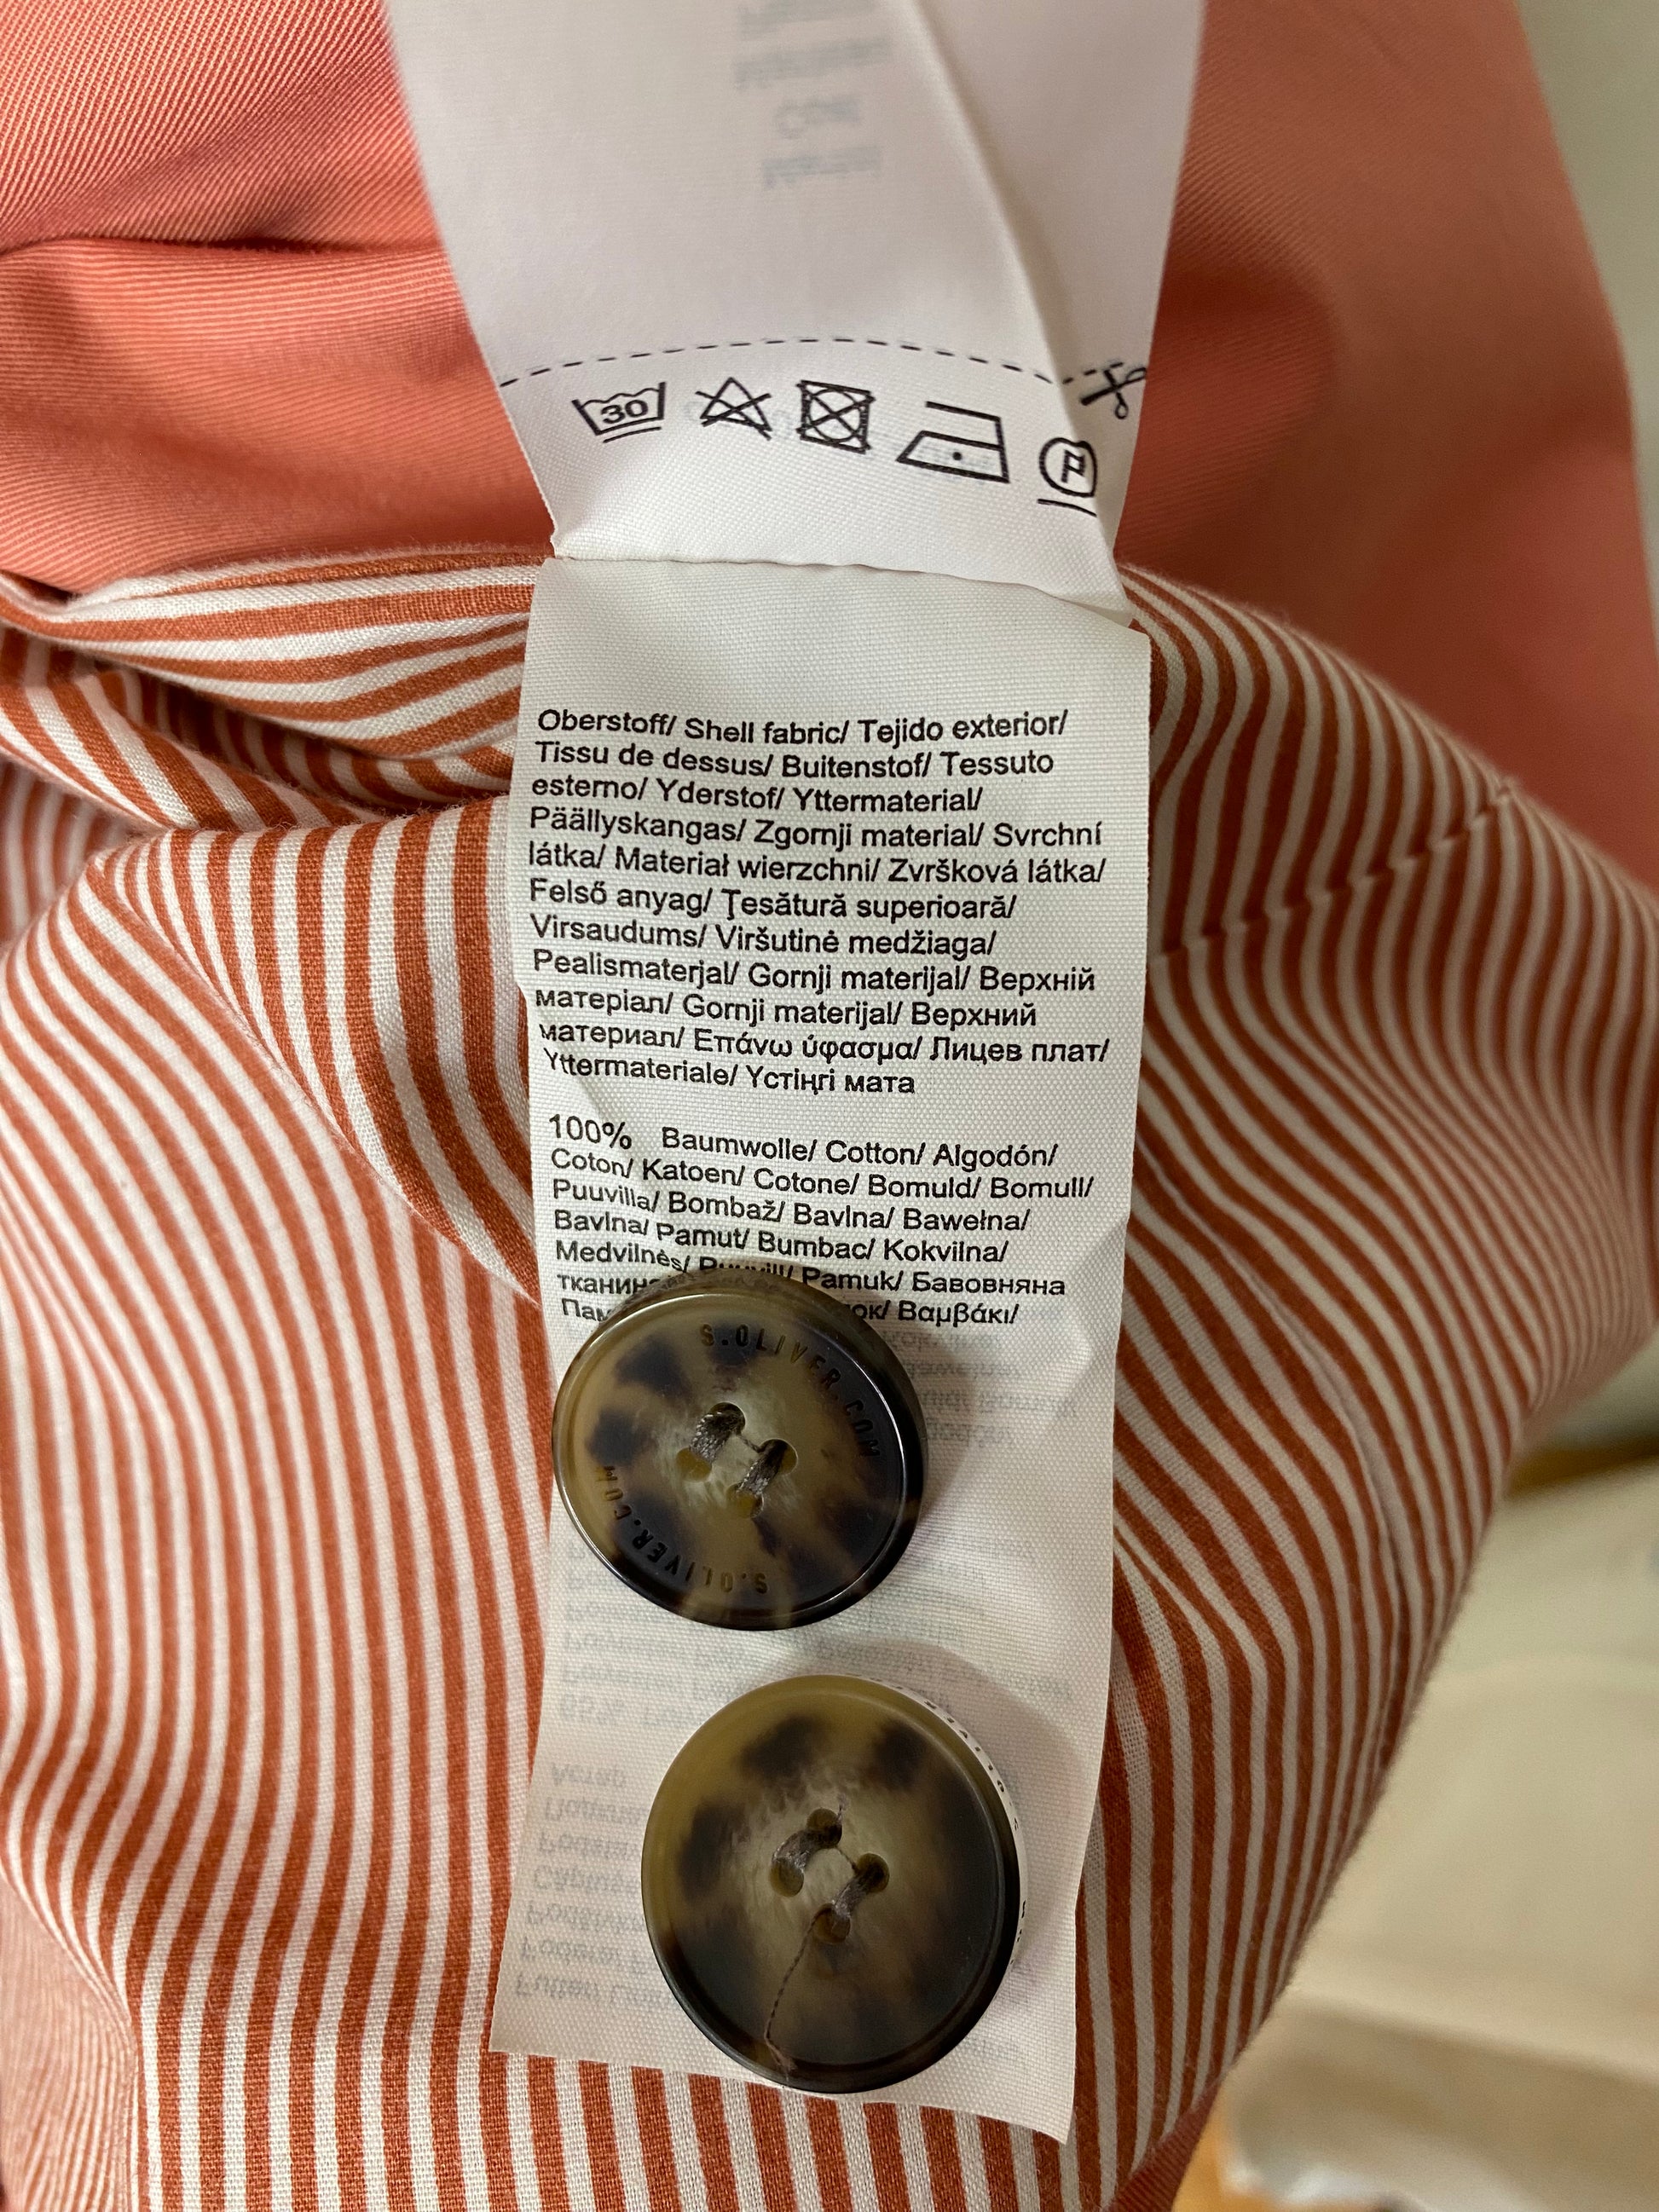 30
P
Oberstoff/ Shell fabric/ Tejido exterior/
Tissu de dessus/ Buitenstof/ Tessuto
esterno/ Yderstof/ Yttermaterial/
Päällyskangas/ Zgornji material/ Svrchní
látka/ Materiał wierzchni/ Zvršková látka/
Felső anyag/ Ţesătură superioară/
Virsaudums/ Viršutinė medžiaga/
Pealismaterjal/ Gornji materijal/ Верхній
матеріал/ Gornji materijal/ Верхний
материал/ Επάνω ύφασμα/ Лицев плат/
Yttermateriale/ Үстіңгі мата
100% Baumwolle/ Cotton/ Algodón/
Coton/ Katoen/ Cotone/ Bomuld/ Bomull/
Puuvilla/ Bombaž/ Bavlna/ Bawełna/
Bavlna/ Pamut/ Bumbac/ Kokvilna/
Medvilnės/ Pamuk/ Бавовняна
Βαμβάκι/
S.OLIVER.COM
S.OLIVER.COM